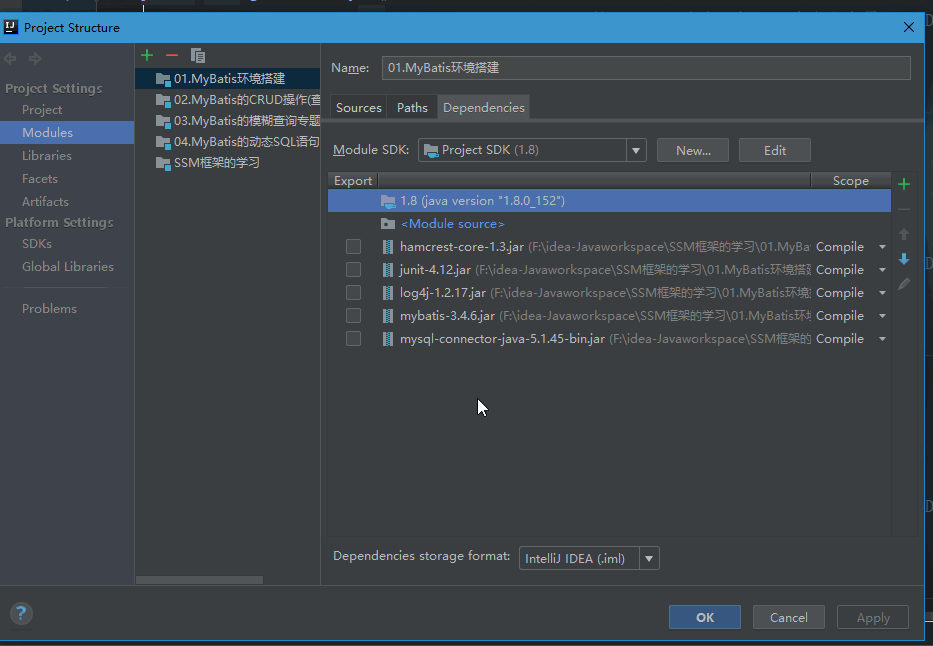 Project Structure
Project Settings
Project
Modules
Libraries
Facets
Artifacts
Platform Settings
SDKs
Global Libraries
Problems
01.MyBatis环境搭建
02.MyBatis的CRUD操作(查
03.MyBatis的模糊查询专题
04.MyBatis的动态SQL语句
SSM框架的学习
Name: 01.MyBatis环境搭建
Sources Paths Dependencies
Module SDK: Project SDK (1.8) New... Edit
Export Scope
1.8 (java version "1.8.0_152")
<Module source>
hamcrest-core-1.3.jar (F:\idea-Javaworkspace\SSM框架的学习\01.MyBa Compile
junit-4.12.jar (F:\idea-Javaworkspace\SSM框架的学习\01.MyBatis环境搭 Compile
log4j-1.2.17.jar (F:\idea-Javaworkspace\SSM框架的学习\01.MyBatis环境 Compile
mybatis-3.4.6.jar (F:\idea-Javaworkspace\SSM框架的学习\01.MyBatis环 Compile
mysql-connector-java-5.1.45-bin.jar (F:\idea-Javaworkspace\SSM框架的 Compile
Dependencies storage format: IntelliJ IDEA (.iml)
? OK Cancel Apply